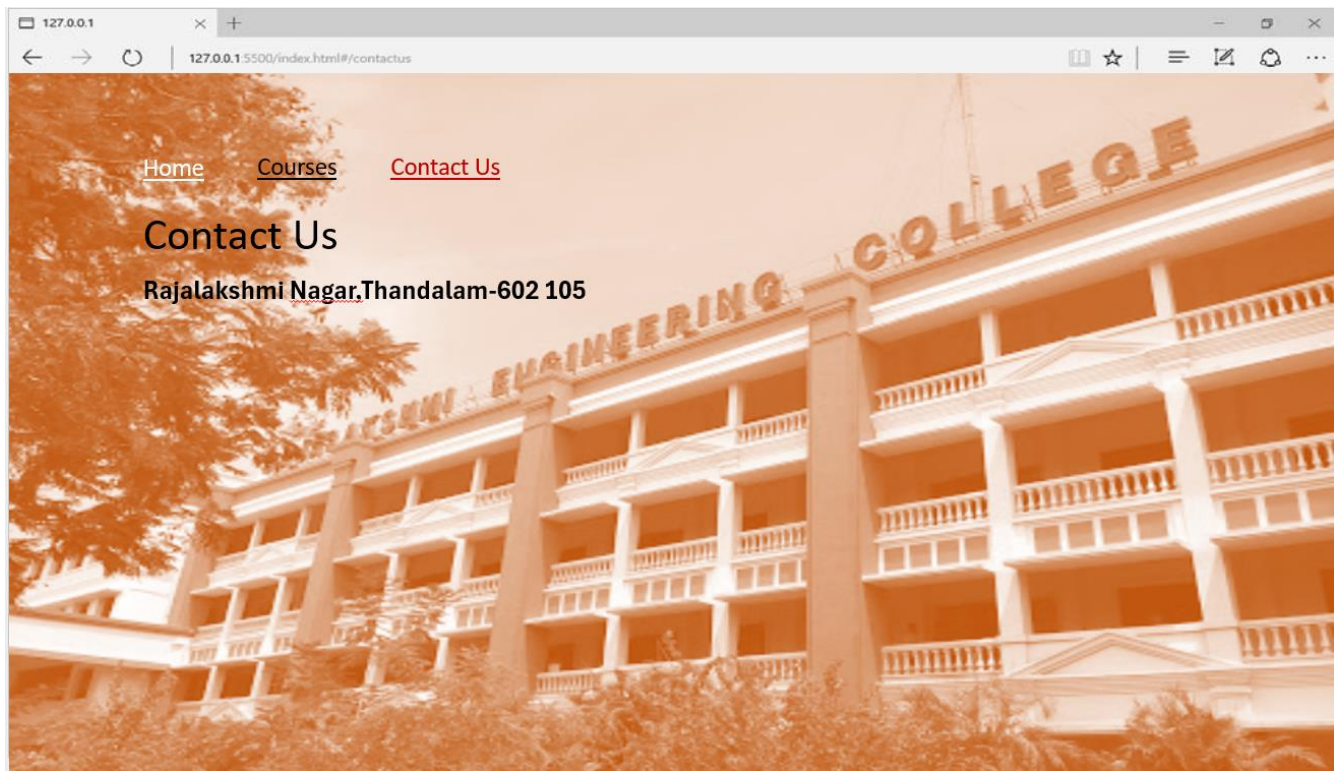 127.0.0.1
127.0.0.1:5500/index.html#/contactus
Home Courses Contact Us
Contact Us
Rajalakshmi Nagar,Thandalam-602 105
ENGINEERING COLLEGE